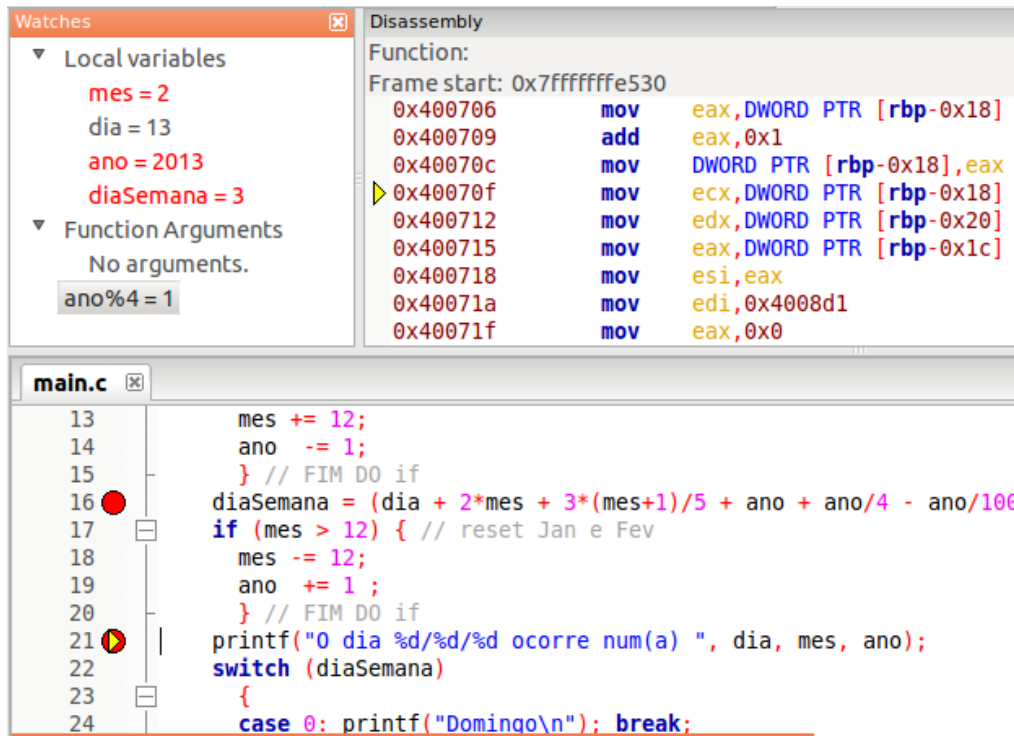 Watches
Local variables
mes = 2
dia = 13
ano = 2013
diaSemana = 3
Function Arguments
No arguments.
ano%4 = 1
Disassembly
Function:
Frame start: 0x7fffffffe530
0x400706 mov eax,DWORD PTR [rbp-0x18]
0x400709 add eax,0x1
0x40070c mov DWORD PTR [rbp-0x18],eax
0x40070f mov ecx,DWORD PTR [rbp-0x18]
0x400712 mov edx,DWORD PTR [rbp-0x20]
0x400715 mov eax,DWORD PTR [rbp-0x1c]
0x400718 mov esi,eax
0x40071a mov edi,0x4008d1
0x40071f mov eax,0x0
main.c
13 mes += 12;
14 ano -= 1;
15 } // FIM DO if
16 diaSemana = (dia + 2*mes + 3*(mes+1)/5 + ano + ano/4 - ano/100
17 if (mes > 12) { // reset Jan e Fev
18 mes -= 12;
19 ano += 1 ;
20 } // FIM DO if
21 printf("O dia %d/%d/%d ocorre num(a) ", dia, mes, ano);
22 switch (diaSemana)
23 {
24 case 0: printf("Domingo\n"); break;